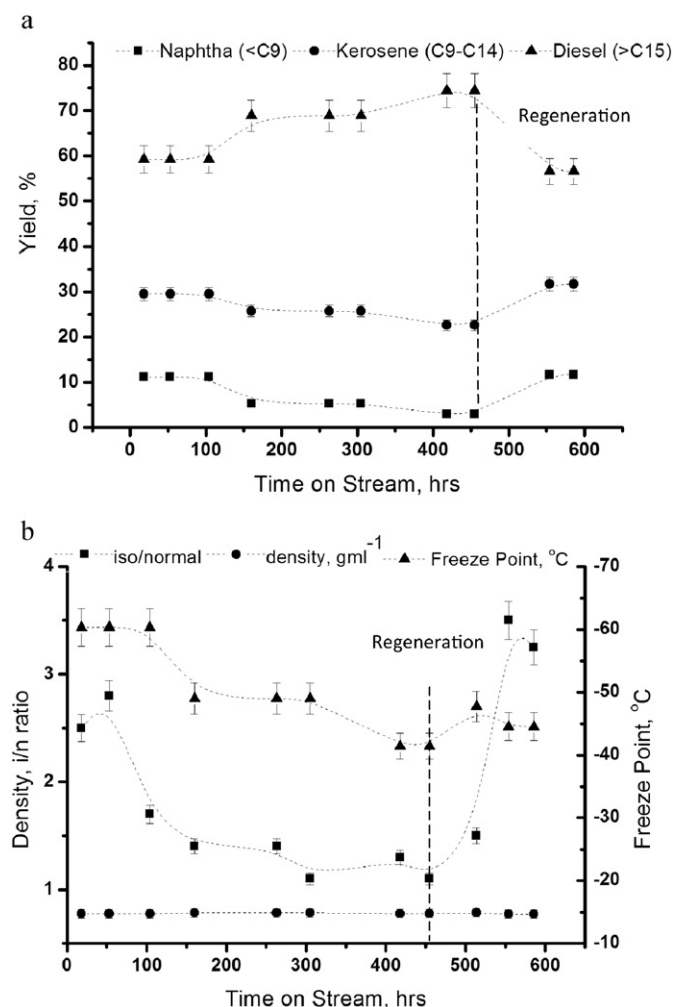 a
Naphtha (<C9) Kerosene (C9-C14) Diesel (>C15)
80
70
60
50
40
30
20
10
0
Yield, %
Regeneration
0 100 200 300 400 500 600
Time on Stream, hrs
b
iso/normal density, gml-1 Freeze Point, °C
4
3
2
1
Density, i/n ratio
Regeneration
-70
-60
-50
-40
-30
-20
-15
-10
Freeze Point, °C
0 100 200 300 400 500 600
Time on Stream, hrs